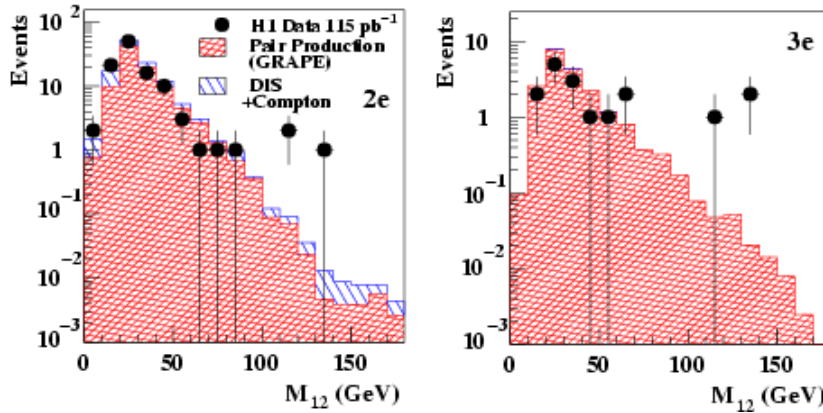 Events
10²
10
1
10⁻¹
10⁻²
10⁻³
H1 Data 115 pb⁻¹
Pair Production
(GRAPE)
DIS
+Compton
2e
0 50 100 150
M₁₂ (GeV)
Events
10
1
10⁻¹
10⁻²
10⁻³
3e
0 50 100 150
M₁₂ (GeV)